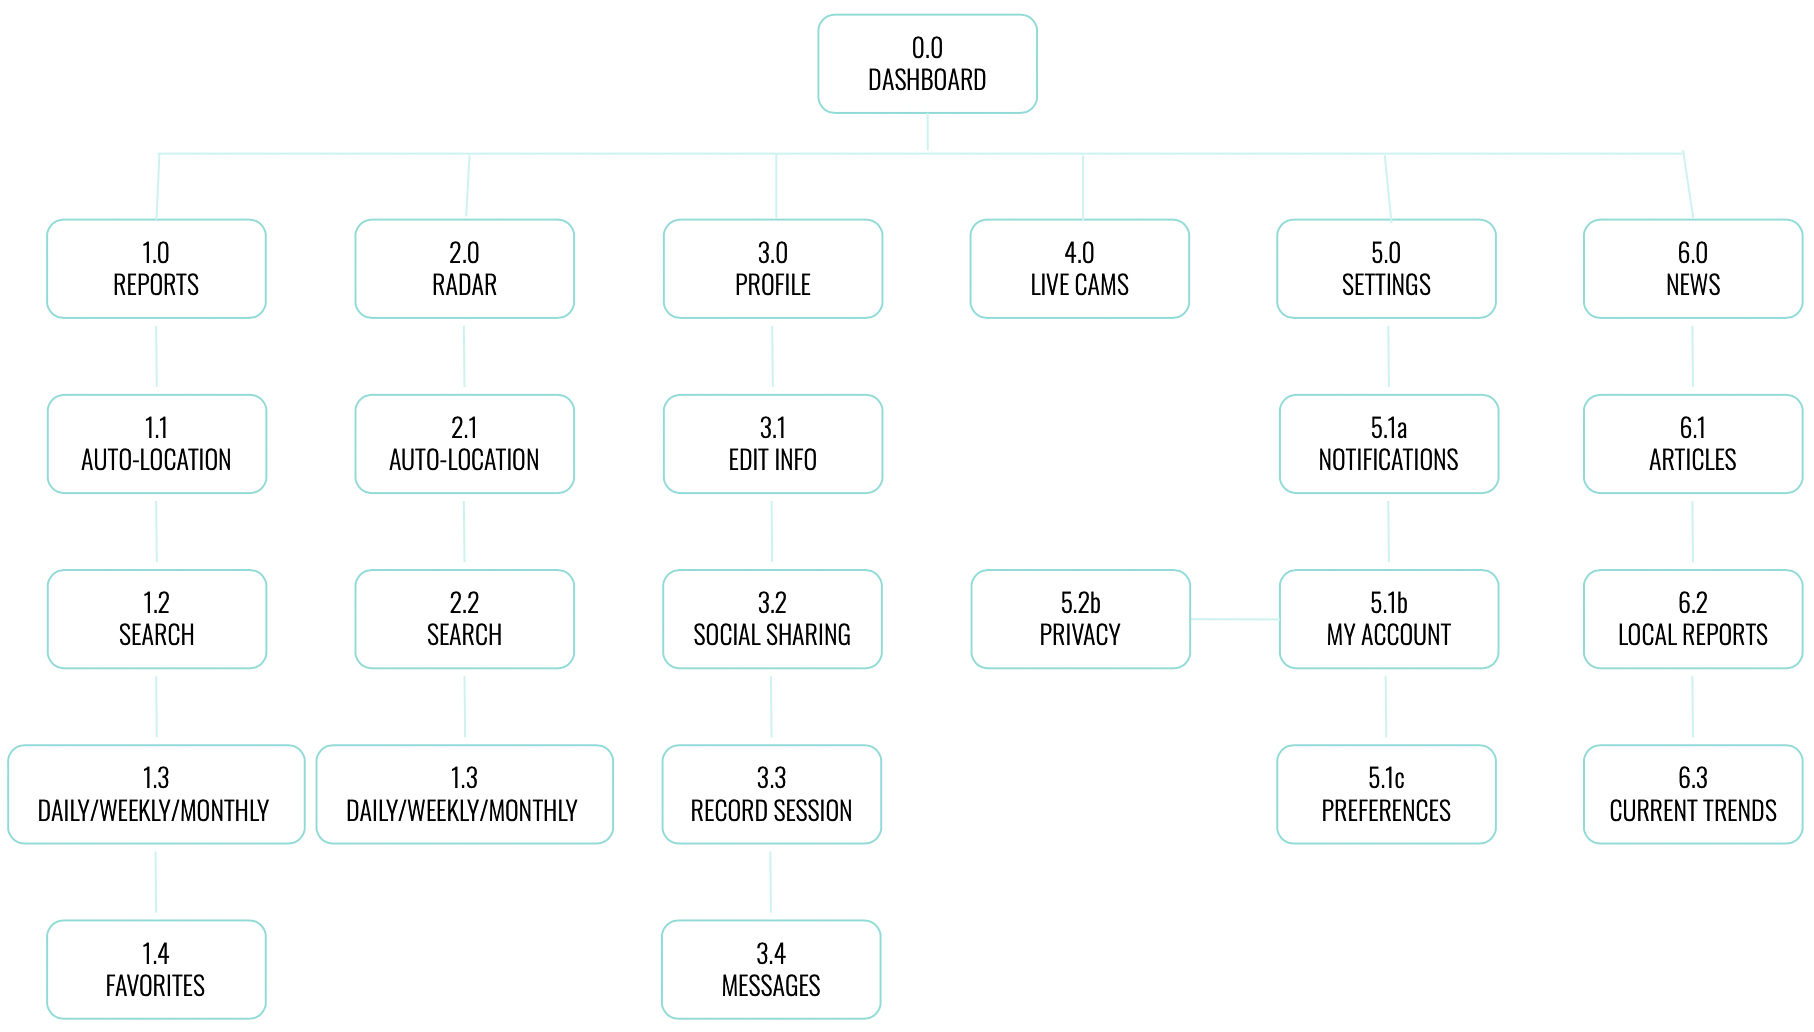 0.0
DASHBOARD
1.0
REPORTS
2.0
RADAR
3.0
PROFILE
4.0
LIVE CAMS
5.0
SETTINGS
6.0
NEWS
1.1
AUTO-LOCATION
2.1
AUTO-LOCATION
3.1
EDIT INFO
5.1a
NOTIFICATIONS
6.1
ARTICLES
1.2
SEARCH
2.2
SEARCH
3.2
SOCIAL SHARING
5.2b
PRIVACY
5.1b
MY ACCOUNT
6.2
LOCAL REPORTS
1.3
DAILY/WEEKLY/MONTHLY
1.3
DAILY/WEEKLY/MONTHLY
3.3
RECORD SESSION
5.1c
PREFERENCES
6.3
CURRENT TRENDS
1.4
FAVORITES
3.4
MESSAGES